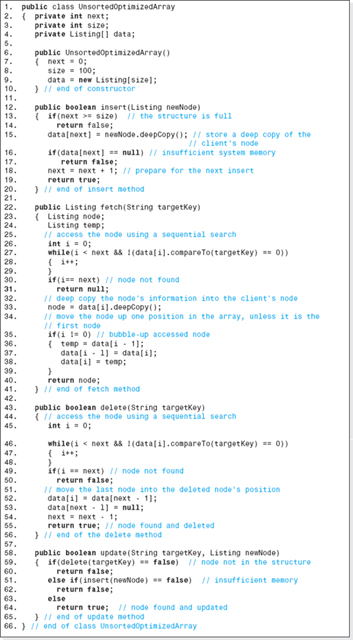 1. public class UnsortedOptimizedArray
2. { private int next;
3. private int size;
4. private Listing[] data;
5.
6. public UnsortedOptimizedArray()
7. { next = 0;
8. size = 100;
9. data = new Listing[size];
10. } // end of constructor
11.
12. public boolean insert(Listing newNode)
13. { if(next >= size) // the structure is full
14. return false;
15. data[next] = newNode.deepCopy(); // store a deep copy of the
// client's node
16. if(data[next] == null) // insufficient system memory
17. return false;
18. next = next + 1; // prepare for the next insert
19. return true;
20. } // end of insert method
21.
22. public Listing fetch(String targetKey)
23. { Listing node;
24. Listing temp;
25. // access the node using a sequential search
26. int i = 0;
27. while(i < next && !(data[i].compareTo(targetKey) == 0))
28. { i++;
29. }
30. if(i== next) // node not found
31. return null;
32. // deep copy the node's information into the client's node
33. node = data[i].deepCopy();
34. // move the node up one position in the array, unless it is the
// first node
35. if(i != 0) // bubble-up accessed node
36. { temp = data[i - 1];
37. data[i - 1] = data[i];
38. data[i] = temp;
39. }
40. return node;
41. } // end of fetch method
42.
43. public boolean delete(String targetKey)
44. { // access the node using a sequential search
45. int i = 0;
46. while(i < next && !(data[i].compareTo(targetKey) == 0))
47. { i++;
48. }
49. if(i == next) // node not found
50. return false;
51. // move the last node into the deleted node's position
52. data[i] = data[next - 1];
53. data[next - 1] = null;
54. next = next - 1;
55. return true; // node found and deleted
56. } // end of the delete method
57.
58. public boolean update(String targetKey, Listing newNode)
59. { if(delete(targetKey) == false) // node not in the structure
60. return false;
61. else if(insert(newNode) == false) // insufficient memory
62. return false;
63. else
64. return true; // node found and updated
65. } // end of update method
66. } // end of class UnsortedOptimizedArray